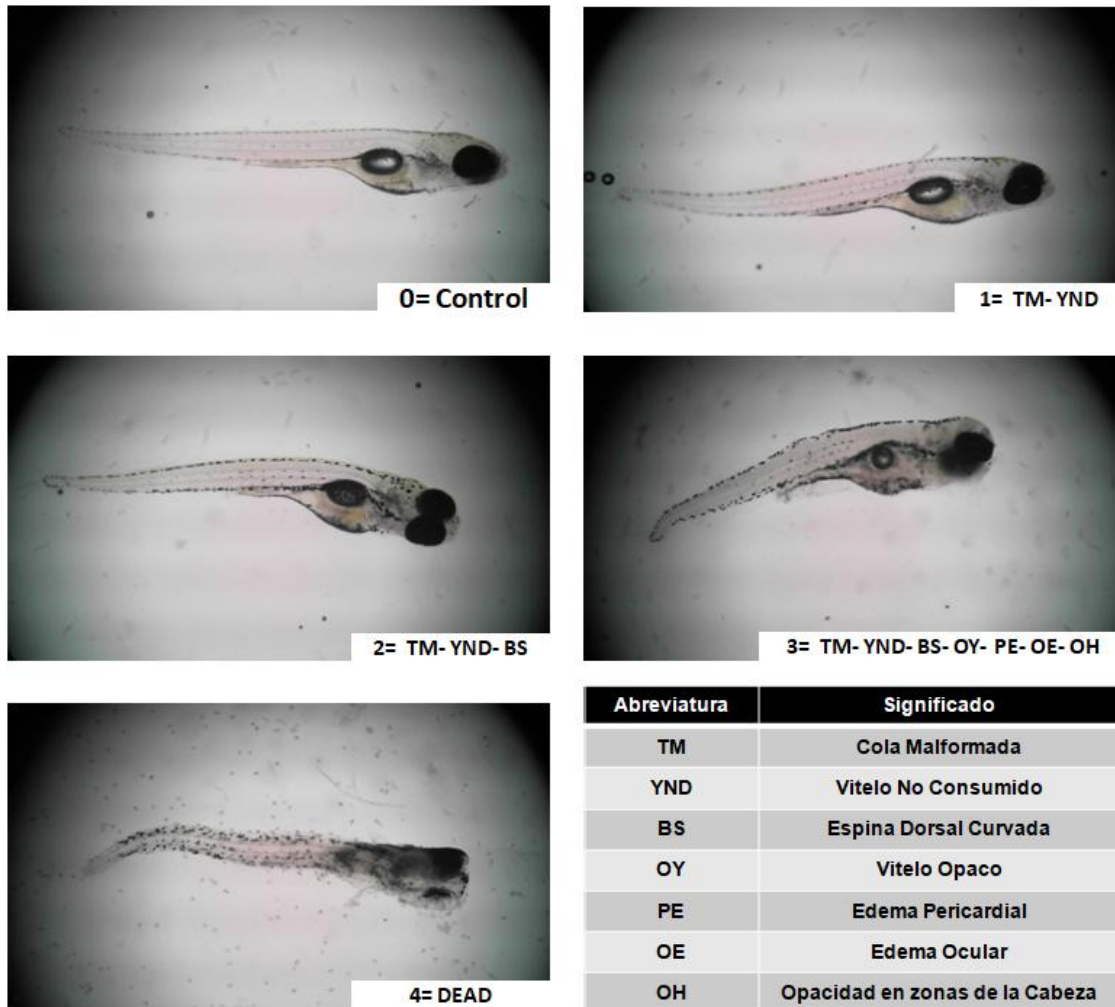 0= Control
1= TM- YND
2= TM- YND- BS
3= TM- YND- BS- OY- PE- OE- OH
4= DEAD
Abreviatura Significado
TM Cola Malformada
YND Vitelo No Consumido
BS Espina Dorsal Curvada
OY Vitelo Opaco
PE Edema Pericardial
OE Edema Ocular
OH Opacidad en zonas de la Cabeza